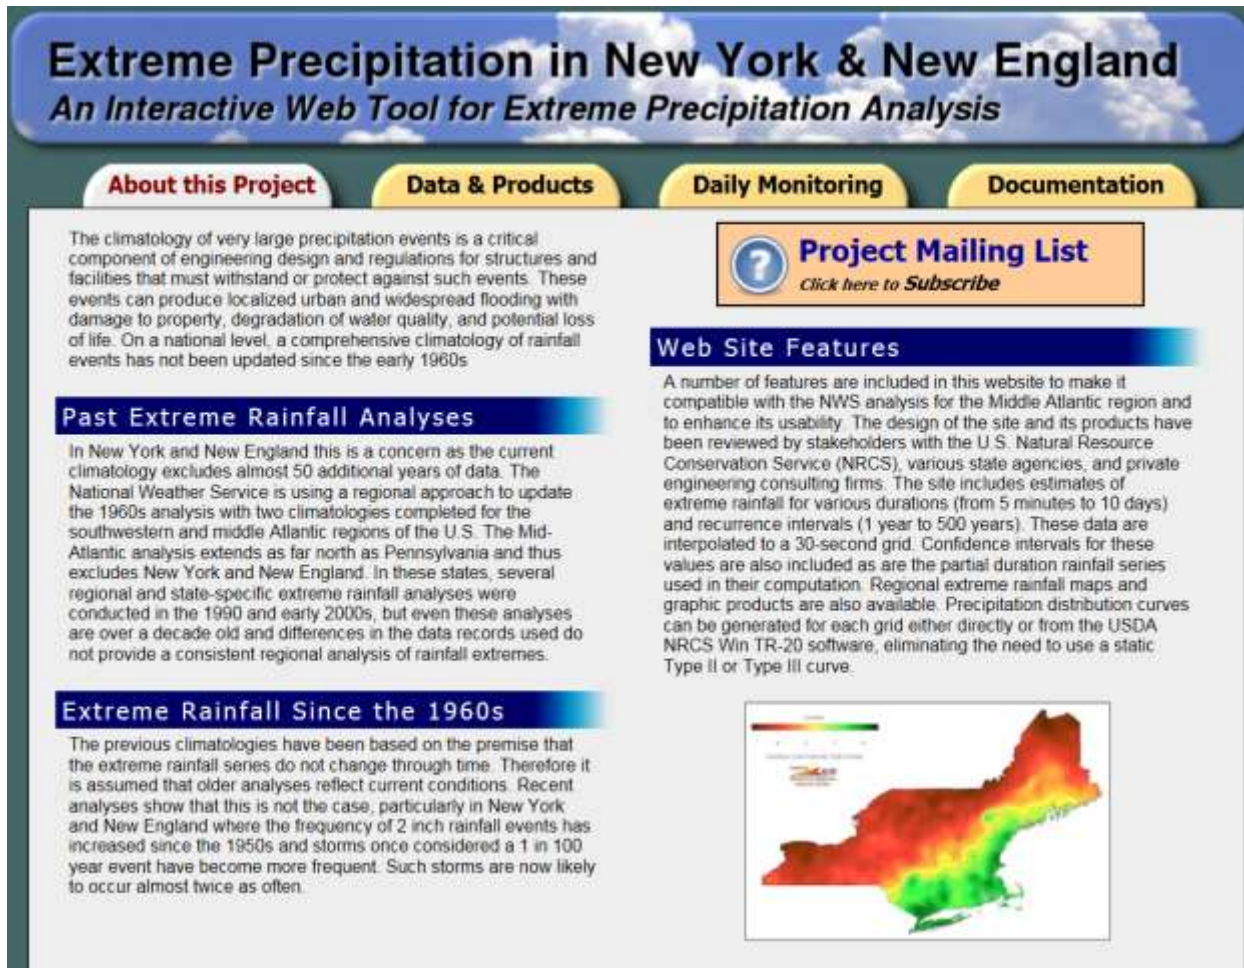 Extreme Precipitation in New York & New England
An Interactive Web Tool for Extreme Precipitation Analysis
About this Project
Data & Products
Daily Monitoring
Documentation
The climatology of very large precipitation events is a critical
component of engineering design and regulations for structures and
facilities that must withstand or protect against such events. These
events can produce localized urban and widespread flooding with
damage to property, degradation of water quality, and potential loss
of life. On a national level, a comprehensive climatology of rainfall
events has not been updated since the early 1960s
Past Extreme Rainfall Analyses
In New York and New England this is a concern as the current
climatology excludes almost 50 additional years of data. The
National Weather Service is using a regional approach to update
the 1960s analysis with two climatologies completed for the
southwestern and middle Atlantic regions of the U.S. The Mid-
Atlantic analysis extends as far north as Pennsylvania and thus
excludes New York and New England. In these states, several
regional and state-specific extreme rainfall analyses were
conducted in the 1990 and early 2000s, but even these analyses
are over a decade old and differences in the data records used do
not provide a consistent regional analysis of rainfall extremes.
Extreme Rainfall Since the 1960s
The previous climatologies have been based on the premise that
the extreme rainfall series do not change through time. Therefore it
is assumed that older analyses reflect current conditions. Recent
analyses show that this is not the case, particularly in New York
and New England where the frequency of 2 inch rainfall events has
increased since the 1950s and storms once considered a 1 in 100
year event have become more frequent. Such storms are now likely
to occur almost twice as often.
Project Mailing List
Click here to Subscribe
Web Site Features
A number of features are included in this website to make it
compatible with the NWS analysis for the Middle Atlantic region and
to enhance its usability. The design of the site and its products have
been reviewed by stakeholders with the U.S. Natural Resource
Conservation Service (NRCS), various state agencies, and private
engineering consulting firms. The site includes estimates of
extreme rainfall for various durations (from 5 minutes to 10 days)
and recurrence intervals (1 year to 500 years). These data are
interpolated to a 30-second grid. Confidence intervals for these
values are also included as are the partial duration rainfall series
used in their computation. Regional extreme rainfall maps and
graphic products are also available. Precipitation distribution curves
can be generated for each grid either directly or from the USDA
NRCS Win TR-20 software, eliminating the need to use a static
Type II or Type III curve.